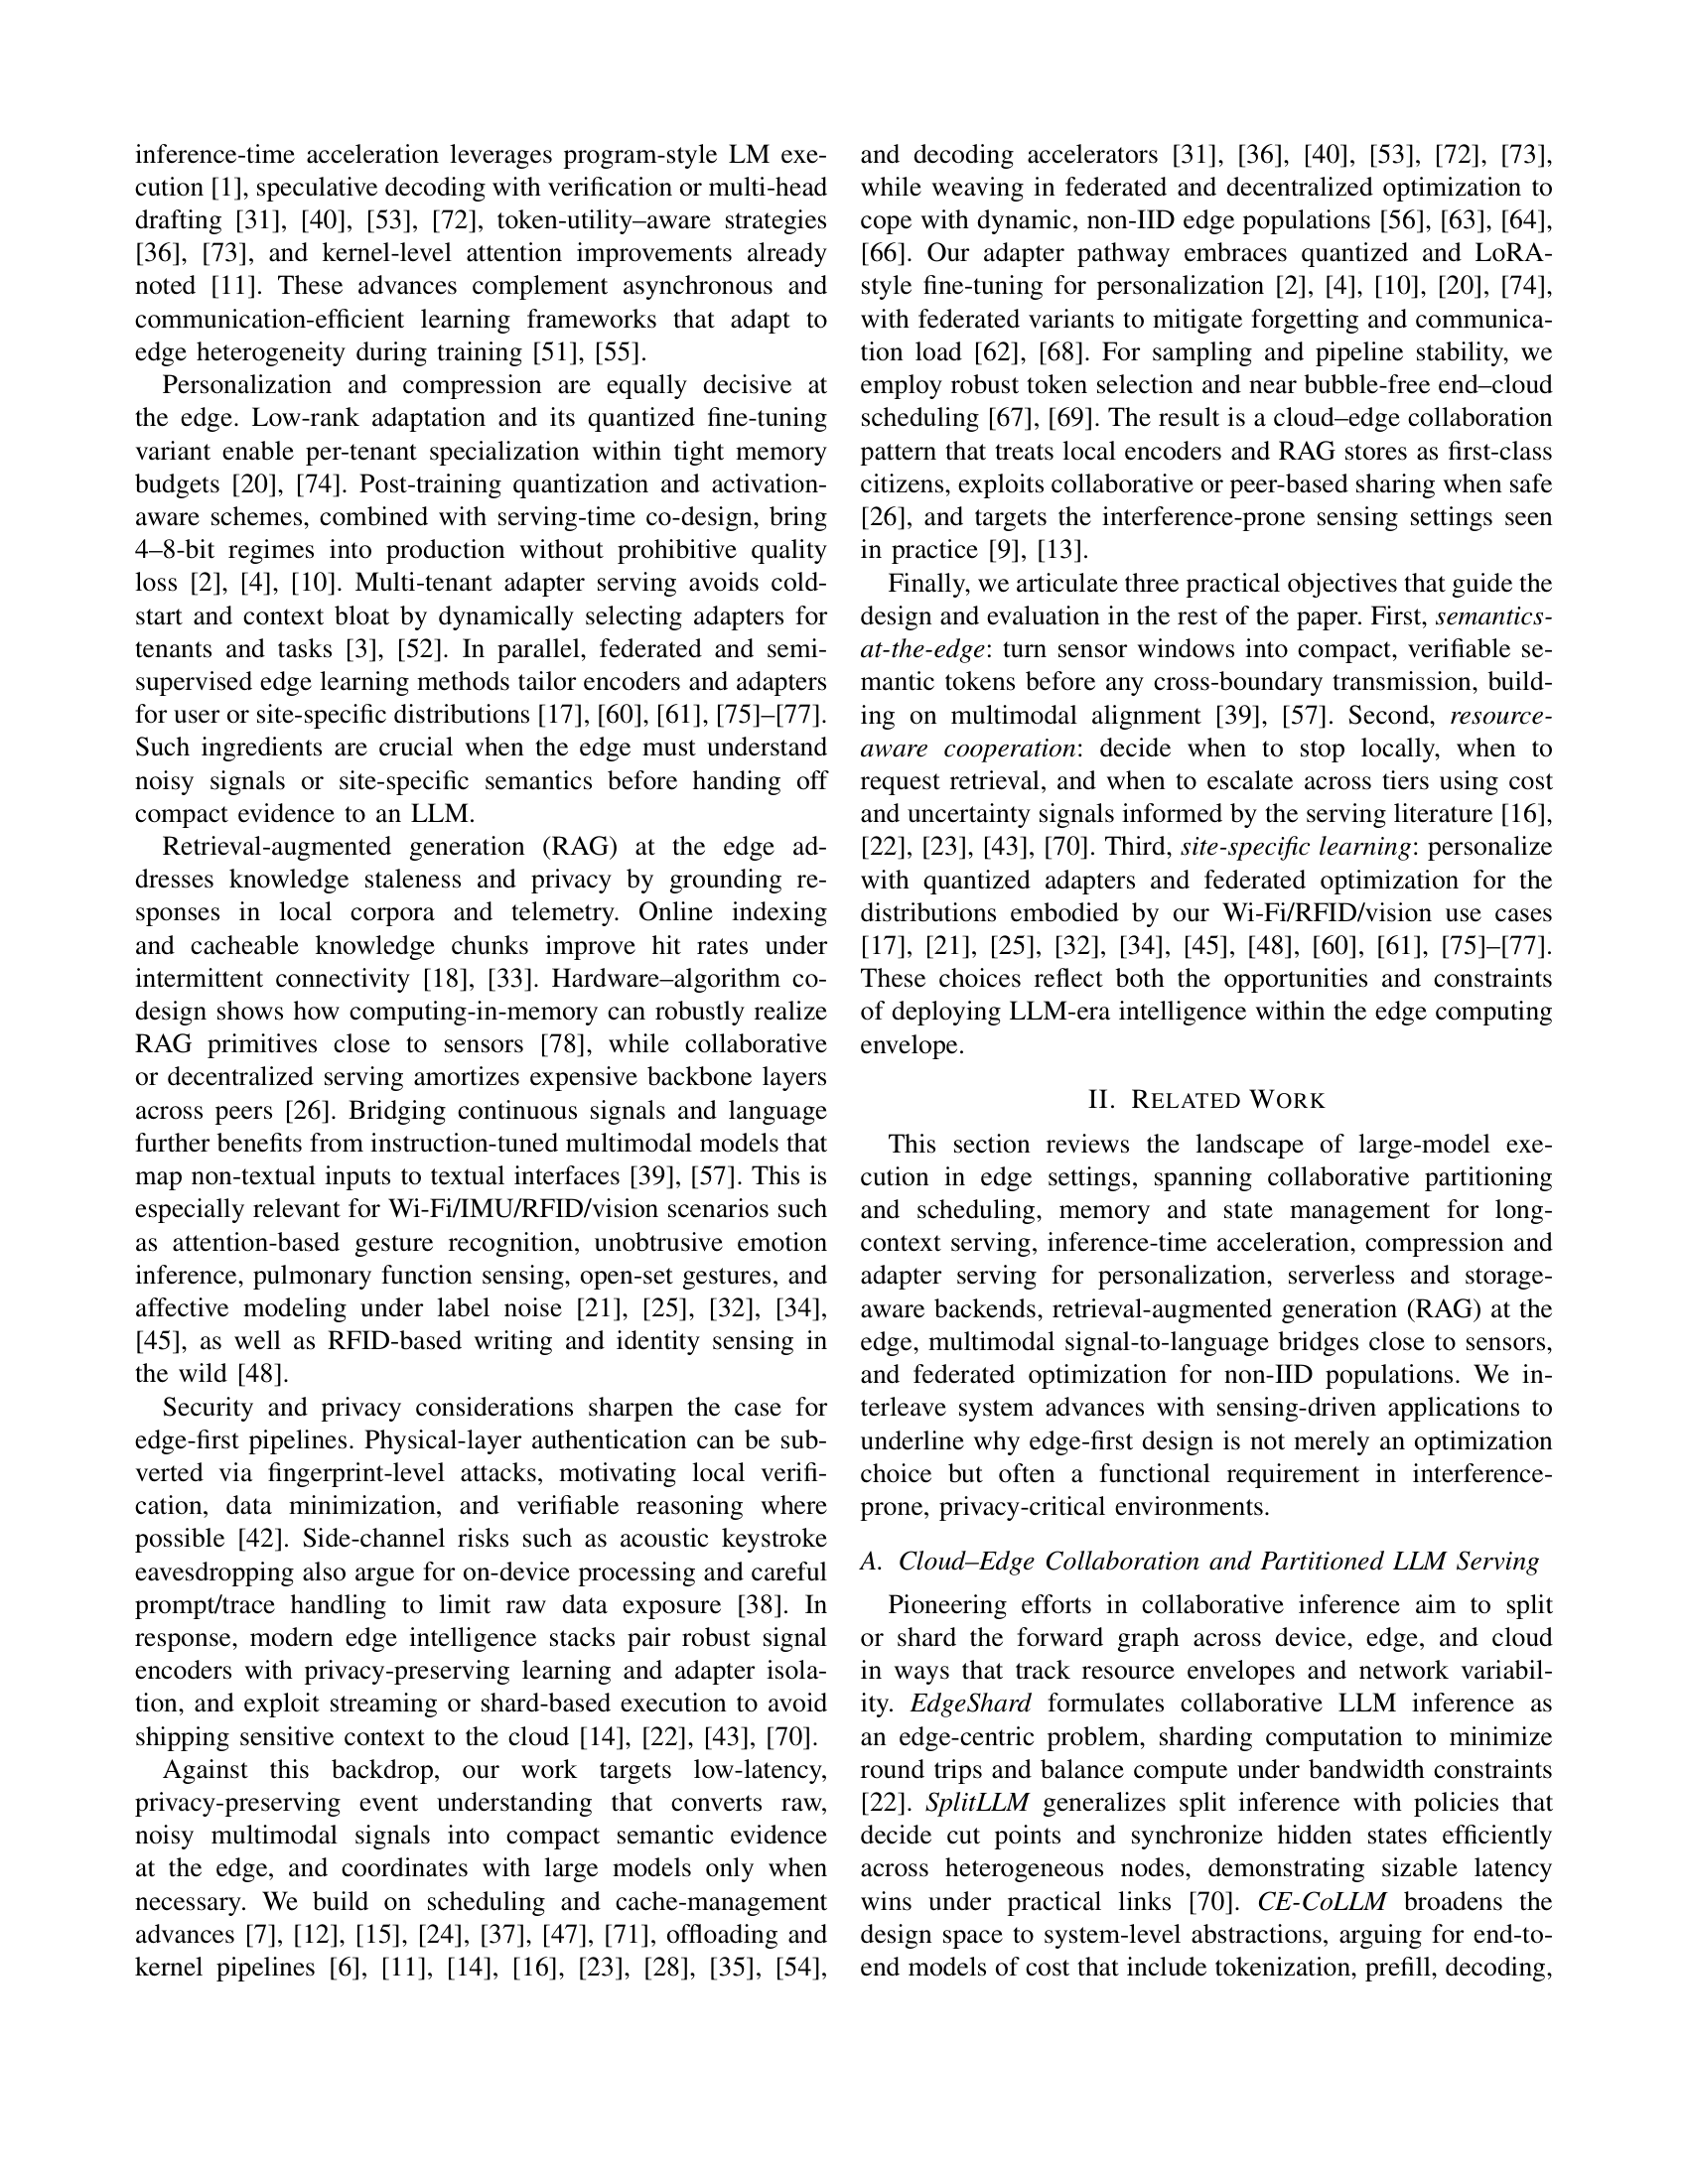 inference-time acceleration leverages program-style LM exe-
cution [1], speculative decoding with verification or multi-head
drafting [31], [40], [53], [72], token-utility–aware strategies
[36], [73], and kernel-level attention improvements already
noted [11]. These advances complement asynchronous and
communication-efficient learning frameworks that adapt to
edge heterogeneity during training [51], [55].
Personalization and compression are equally decisive at
the edge. Low-rank adaptation and its quantized fine-tuning
variant enable per-tenant specialization within tight memory
budgets [20], [74]. Post-training quantization and activation-
aware schemes, combined with serving-time co-design, bring
4–8-bit regimes into production without prohibitive quality
loss [2], [4], [10]. Multi-tenant adapter serving avoids cold-
start and context bloat by dynamically selecting adapters for
tenants and tasks [3], [52]. In parallel, federated and semi-
supervised edge learning methods tailor encoders and adapters
for user or site-specific distributions [17], [60], [61], [75]–[77].
Such ingredients are crucial when the edge must understand
noisy signals or site-specific semantics before handing off
compact evidence to an LLM.
Retrieval-augmented generation (RAG) at the edge ad-
dresses knowledge staleness and privacy by grounding re-
sponses in local corpora and telemetry. Online indexing
and cacheable knowledge chunks improve hit rates under
intermittent connectivity [18], [33]. Hardware–algorithm co-
design shows how computing-in-memory can robustly realize
RAG primitives close to sensors [78], while collaborative
or decentralized serving amortizes expensive backbone layers
across peers [26]. Bridging continuous signals and language
further benefits from instruction-tuned multimodal models that
map non-textual inputs to textual interfaces [39], [57]. This is
especially relevant for Wi-Fi/IMU/RFID/vision scenarios such
as attention-based gesture recognition, unobtrusive emotion
inference, pulmonary function sensing, open-set gestures, and
affective modeling under label noise [21], [25], [32], [34],
[45], as well as RFID-based writing and identity sensing in
the wild [48].
Security and privacy considerations sharpen the case for
edge-first pipelines. Physical-layer authentication can be sub-
verted via fingerprint-level attacks, motivating local verifi-
cation, data minimization, and verifiable reasoning where
possible [42]. Side-channel risks such as acoustic keystroke
eavesdropping also argue for on-device processing and careful
prompt/trace handling to limit raw data exposure [38]. In
response, modern edge intelligence stacks pair robust signal
encoders with privacy-preserving learning and adapter isola-
tion, and exploit streaming or shard-based execution to avoid
shipping sensitive context to the cloud [14], [22], [43], [70].
Against this backdrop, our work targets low-latency,
privacy-preserving event understanding that converts raw,
noisy multimodal signals into compact semantic evidence
at the edge, and coordinates with large models only when
necessary. We build on scheduling and cache-management
advances [7], [12], [15], [24], [37], [47], [71], offloading and
kernel pipelines [6], [11], [14], [16], [23], [28], [35], [54],
and decoding accelerators [31], [36], [40], [53], [72], [73],
while weaving in federated and decentralized optimization to
cope with dynamic, non-IID edge populations [56], [63], [64],
[66]. Our adapter pathway embraces quantized and LoRA-
style fine-tuning for personalization [2], [4], [10], [20], [74],
with federated variants to mitigate forgetting and communica-
tion load [62], [68]. For sampling and pipeline stability, we
employ robust token selection and near bubble-free end–cloud
scheduling [67], [69]. The result is a cloud–edge collaboration
pattern that treats local encoders and RAG stores as first-class
citizens, exploits collaborative or peer-based sharing when safe
[26], and targets the interference-prone sensing settings seen
in practice [9], [13].
Finally, we articulate three practical objectives that guide the
design and evaluation in the rest of the paper. First, semantics-
at-the-edge: turn sensor windows into compact, verifiable se-
mantic tokens before any cross-boundary transmission, build-
ing on multimodal alignment [39], [57]. Second, resource-
aware cooperation: decide when to stop locally, when to
request retrieval, and when to escalate across tiers using cost
and uncertainty signals informed by the serving literature [16],
[22], [23], [43], [70]. Third, site-specific learning: personalize
with quantized adapters and federated optimization for the
distributions embodied by our Wi-Fi/RFID/vision use cases
[17], [21], [25], [32], [34], [45], [48], [60], [61], [75]–[77].
These choices reflect both the opportunities and constraints
of deploying LLM-era intelligence within the edge computing
envelope.
II. RELATED WORK
This section reviews the landscape of large-model exe-
cution in edge settings, spanning collaborative partitioning
and scheduling, memory and state management for long-
context serving, inference-time acceleration, compression and
adapter serving for personalization, serverless and storage-
aware backends, retrieval-augmented generation (RAG) at the
edge, multimodal signal-to-language bridges close to sensors,
and federated optimization for non-IID populations. We in-
terleave system advances with sensing-driven applications to
underline why edge-first design is not merely an optimization
choice but often a functional requirement in interference-
prone, privacy-critical environments.
A. Cloud–Edge Collaboration and Partitioned LLM Serving
Pioneering efforts in collaborative inference aim to split
or shard the forward graph across device, edge, and cloud
in ways that track resource envelopes and network variabil-
ity. EdgeShard formulates collaborative LLM inference as
an edge-centric problem, sharding computation to minimize
round trips and balance compute under bandwidth constraints
[22]. SplitLLM generalizes split inference with policies that
decide cut points and synchronize hidden states efficiently
across heterogeneous nodes, demonstrating sizable latency
wins under practical links [70]. CE-CoLLM broadens the
design space to system-level abstractions, arguing for end-to-
end models of cost that include tokenization, prefill, decoding,